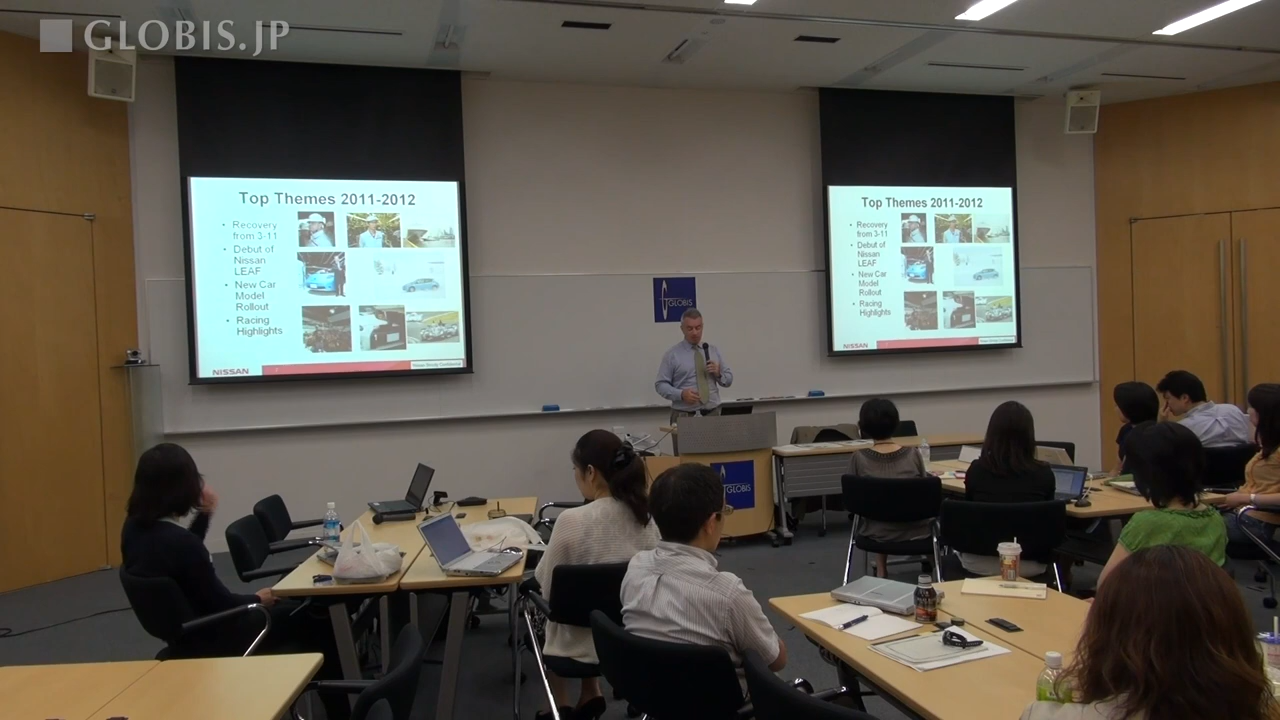 GLOBIS.JP
Top Themes 2011-2012
• Recovery
from 3-11
• Debut of
Nissan
LEAF
• New Car
Model
Rollout
• Racing
Highlights
NISSAN
Top Themes 2011-2012
• Recovery
from 3-11
• Debut of
Nissan
LEAF
• New Car
Model
Rollout
• Racing
Highlights
NISSAN
GLOBIS
GLOBIS